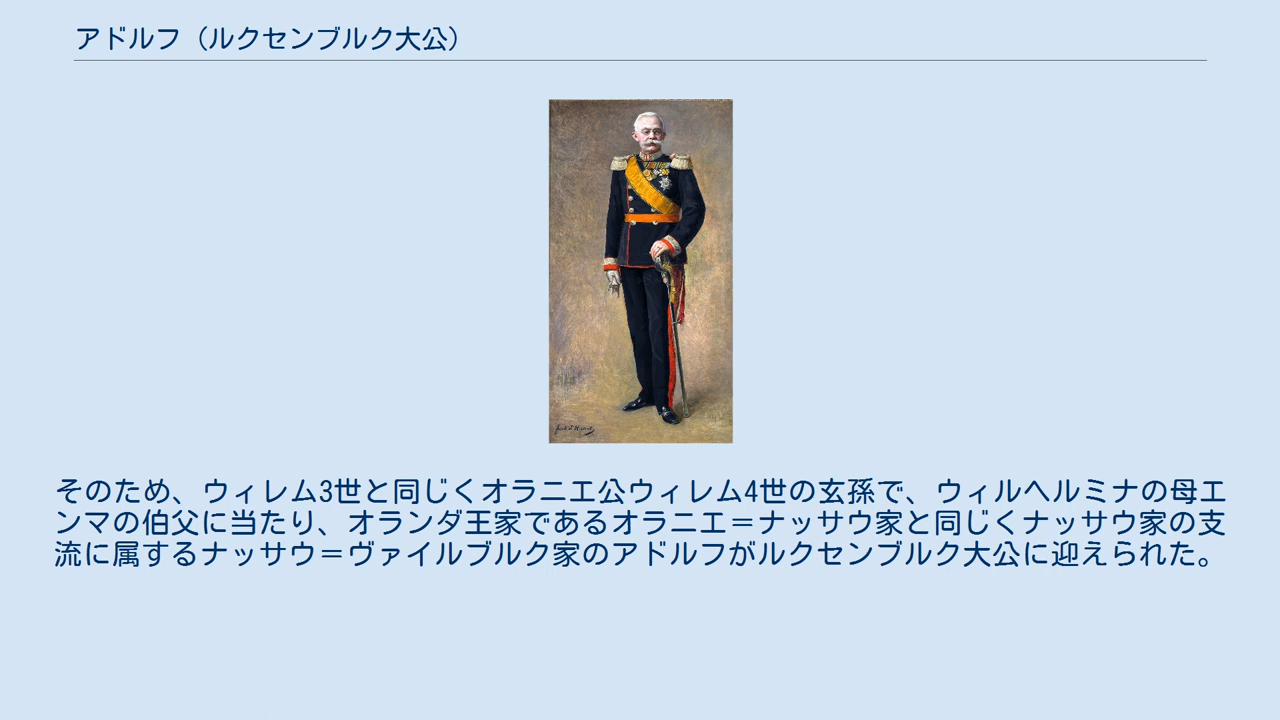 アドルフ（ルクセンブルク大公）
そのため、ウィレム3世と同じくオラニエ公ウィレム4世の玄孫で、ウィルヘルミナの母エ
ンマの伯父に当たり、オランダ王家であるオラニエ＝ナッサウ家と同じくナッサウ家の支
流に属するナッサウ＝ヴァイルブルク家のアドルフがルクセンブルク大公に迎えられた。